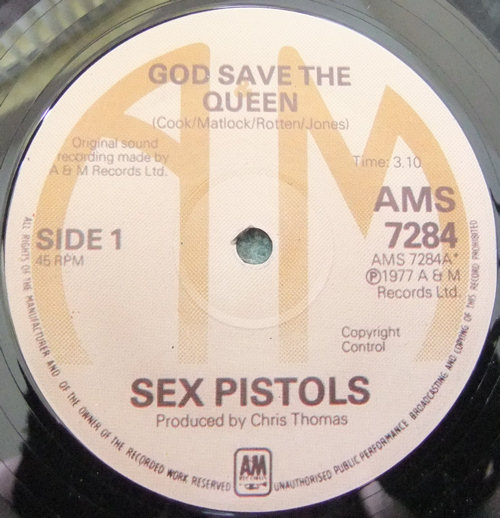 GOD SAVE THE
QUEEN
(Cook/Matlock/Rotten/Jones)
Original sound
recording made by
A & M Records Ltd.
Time: 3.10
SIDE 1
45 RPM
AMS
7284
AMS 7284A*
Ⓟ1977 A & M
Records Ltd.
Copyright
Control
SEX PISTOLS
Produced by Chris Thomas
ALL RIGHTS OF THE MANUFACTURER AND OF THE OWNER OF THE RECORDED WORK RESERVED
AM
RECORDS
UNAUTHORISED PUBLIC PERFORMANCE BROADCASTING AND COPYING OF THIS RECORD PROHIBITED